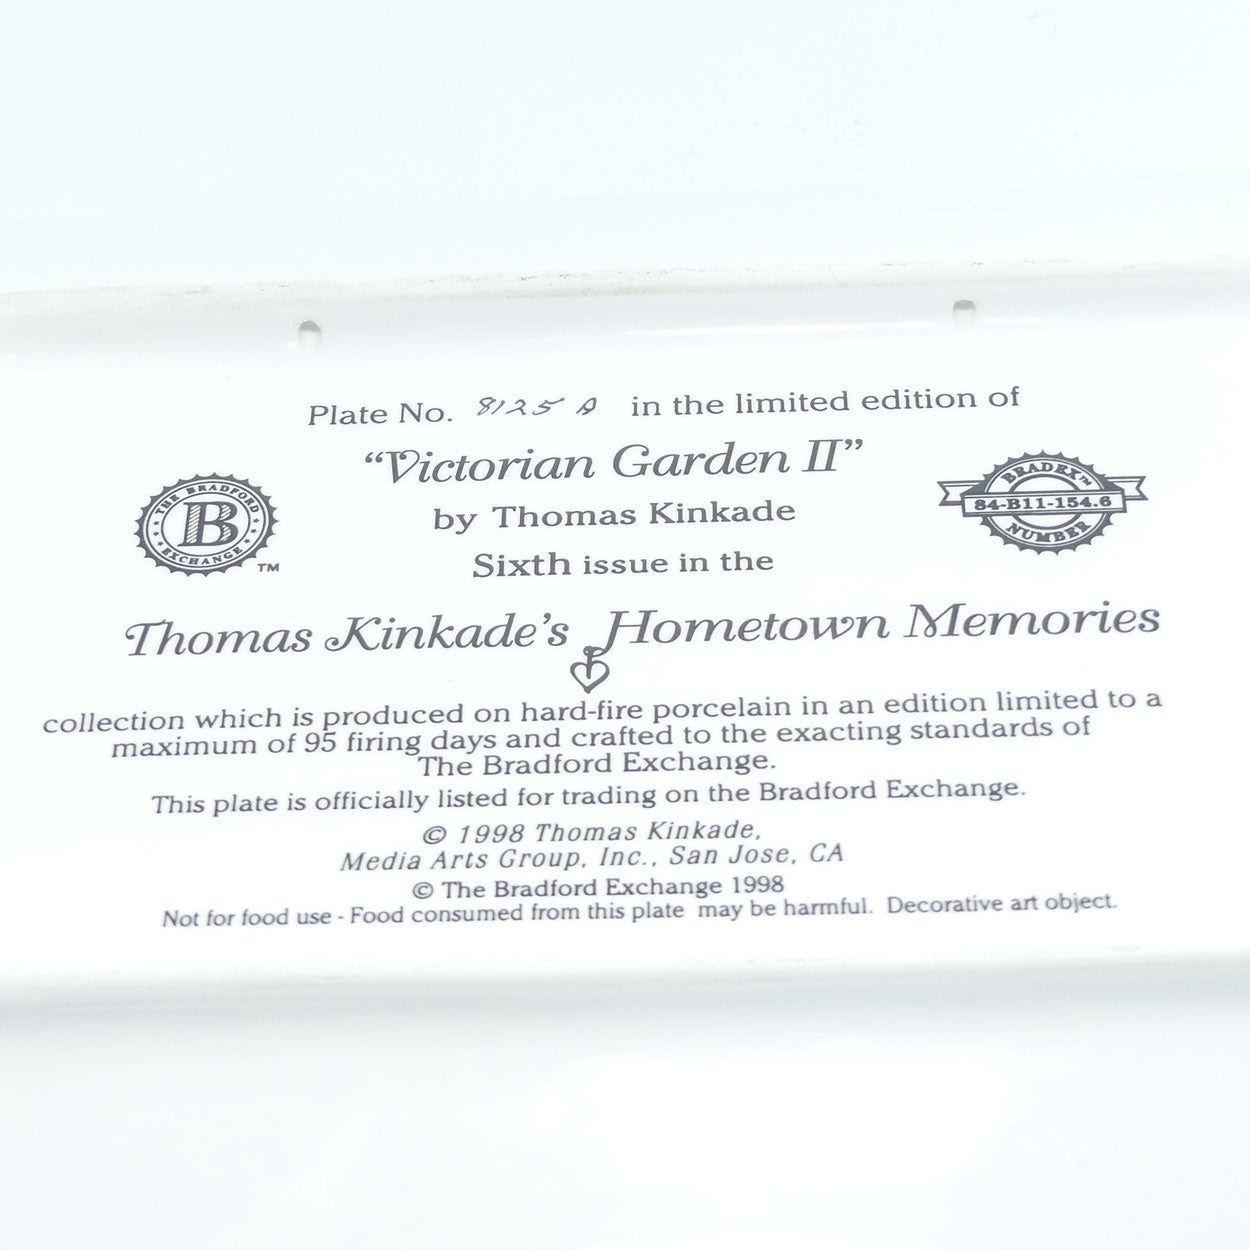 Plate No. 8125 A in the limited edition of
“Victorian Garden II”
by Thomas Kinkade
Sixth issue in the
THE BRADFORD
B
EXCHANGE
TM
BRADEX™
84-B11-154.6
NUMBER
Thomas Kinkade's Hometown Memories
collection which is produced on hard-fire porcelain in an edition limited to a
maximum of 95 firing days and crafted to the exacting standards of
The Bradford Exchange.
This plate is officially listed for trading on the Bradford Exchange.
© 1998 Thomas Kinkade,
Media Arts Group, Inc., San Jose, CA
© The Bradford Exchange 1998
Not for food use - Food consumed from this plate may be harmful. Decorative art object.